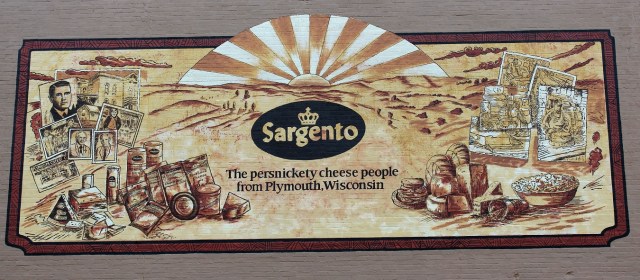 Sargento
The persnickety cheese people
from Plymouth, Wisconsin